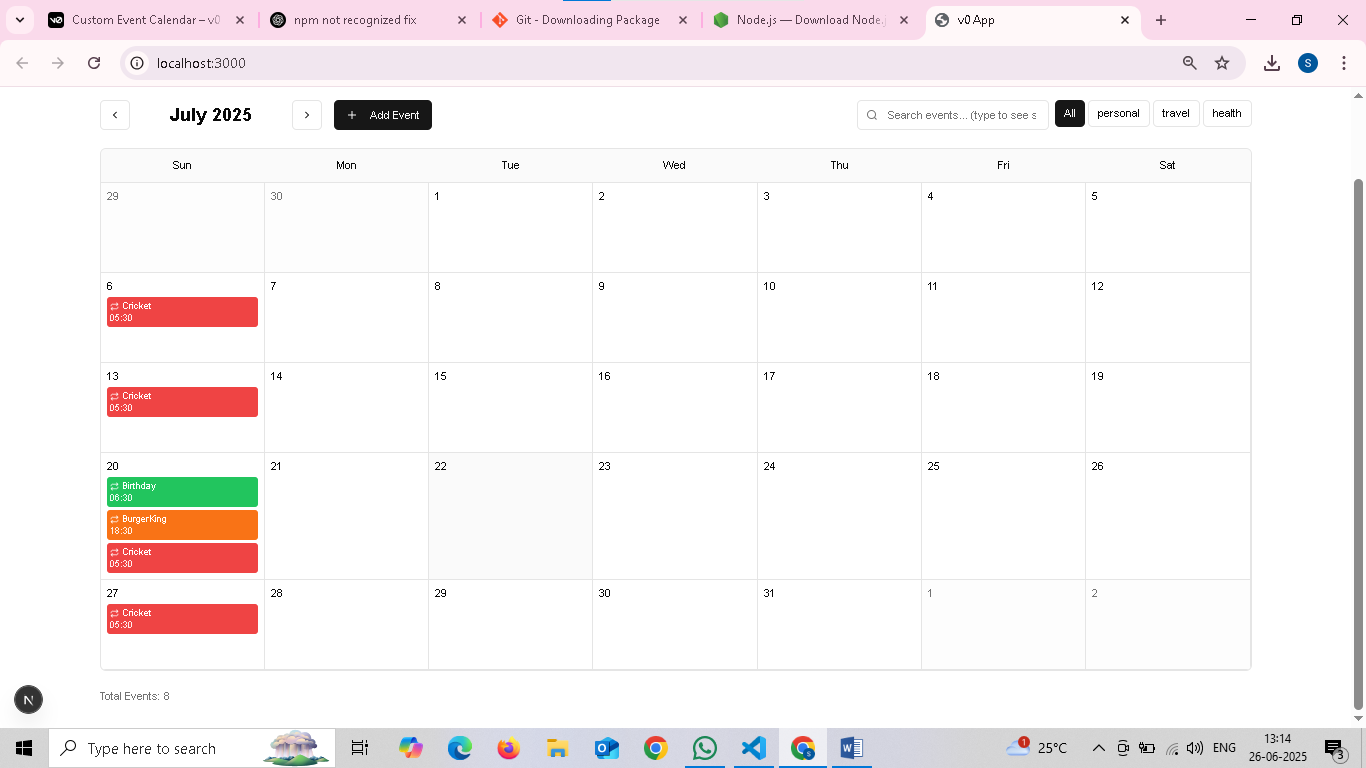 Custom Event Calendar – v0
npm not recognized fix
Git - Downloading Package
Node.js — Download Node.j
v0 App
localhost:3000
S
July 2025
+ Add Event
Search events... (type to see s
All
personal
travel
health
Sun Mon Tue Wed Thu Fri Sat
29 30 1 2 3 4 5
6 7 8 9 10 11 12
Cricket
05:30
13 14 15 16 17 18 19
Cricket
05:30
20 21 22 23 24 25 26
Birthday
06:30
BurgerKing
18:30
Cricket
05:30
27 28 29 30 31 1 2
Cricket
05:30
Total Events: 8
N
Type here to search
1
25°C
ENG
13:14
26-06-2025
3